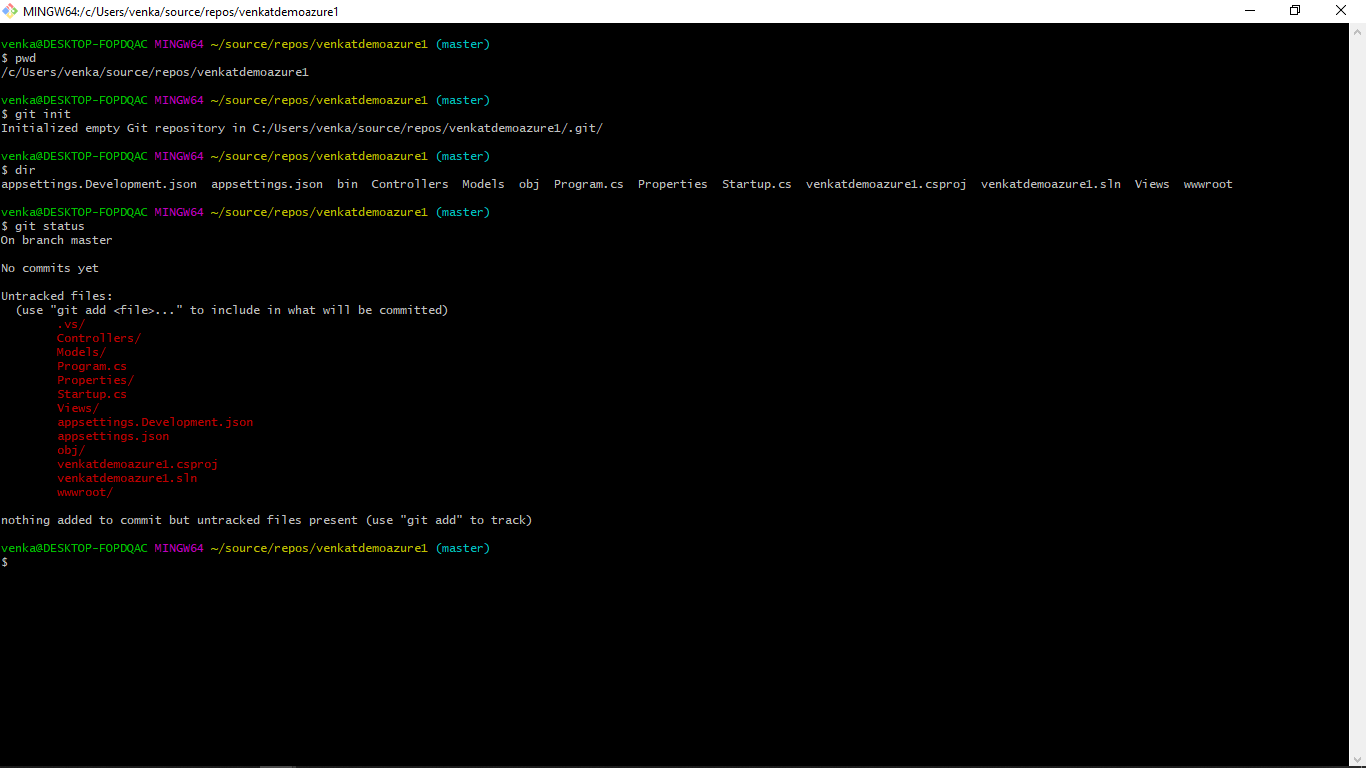 MINGW64:/c/Users/venka/source/repos/venkatdemoazure1
venka@DESKTOP-FOPDQAC MINGW64 ~/source/repos/venkatdemoazure1 (master)
$ pwd
/c/Users/venka/source/repos/venkatdemoazure1
venka@DESKTOP-FOPDQAC MINGW64 ~/source/repos/venkatdemoazure1 (master)
$ git init
Initialized empty Git repository in C:/Users/venka/source/repos/venkatdemoazure1/.git/
venka@DESKTOP-FOPDQAC MINGW64 ~/source/repos/venkatdemoazure1 (master)
$ dir
appsettings.Development.json  appsettings.json  bin  Controllers  Models  obj  Program.cs  Properties  Startup.cs  venkatdemoazure1.csproj  venkatdemoazure1.sln  Views  wwwroot
venka@DESKTOP-FOPDQAC MINGW64 ~/source/repos/venkatdemoazure1 (master)
$ git status
On branch master
No commits yet
Untracked files:
  (use "git add <file>..." to include in what will be committed)
        .vs/
        Controllers/
        Models/
        Program.cs
        Properties/
        Startup.cs
        Views/
        appsettings.Development.json
        appsettings.json
        obj/
        venkatdemoazure1.csproj
        venkatdemoazure1.sln
        wwwroot/
nothing added to commit but untracked files present (use "git add" to track)
venka@DESKTOP-FOPDQAC MINGW64 ~/source/repos/venkatdemoazure1 (master)
$